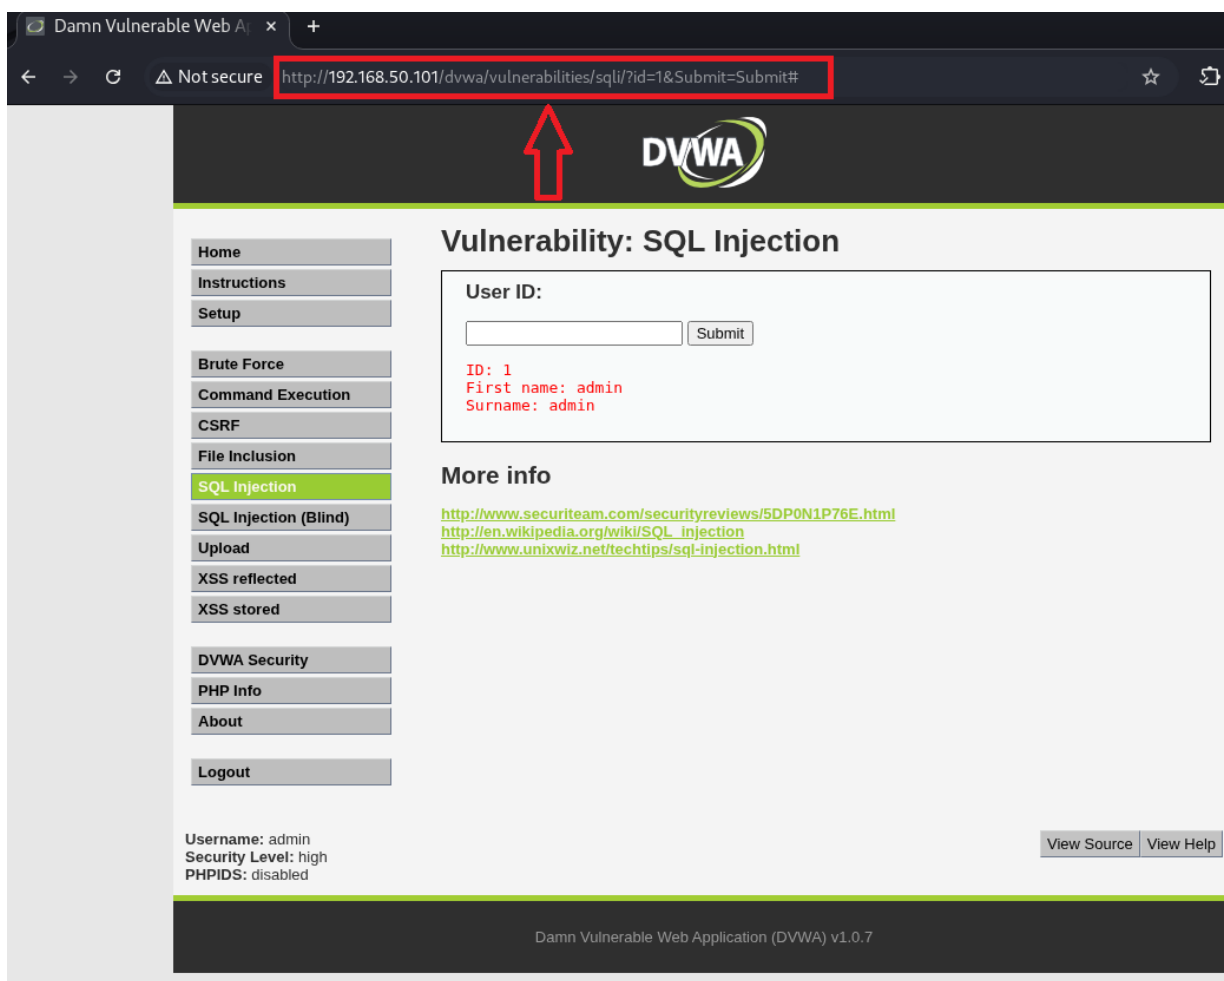 Damn Vulnerable Web Ap
Not secure http://192.168.50.101/dvwa/vulnerabilities/sqli/?id=1&Submit=Submit#
DVWA
Home
Instructions
Setup
Brute Force
Command Execution
CSRF
File Inclusion
SQL Injection
SQL Injection (Blind)
Upload
XSS reflected
XSS stored
DVWA Security
PHP Info
About
Logout
Vulnerability: SQL Injection
User ID:
Submit
ID: 1
First name: admin
Surname: admin
More info
http://www.securiteam.com/securityreviews/5DP0N1P76E.html
http://en.wikipedia.org/wiki/SQL_injection
http://www.unixwiz.net/techtips/sql-injection.html
Username: admin
Security Level: high
PHPIDS: disabled
View Source View Help
Damn Vulnerable Web Application (DVWA) v1.0.7